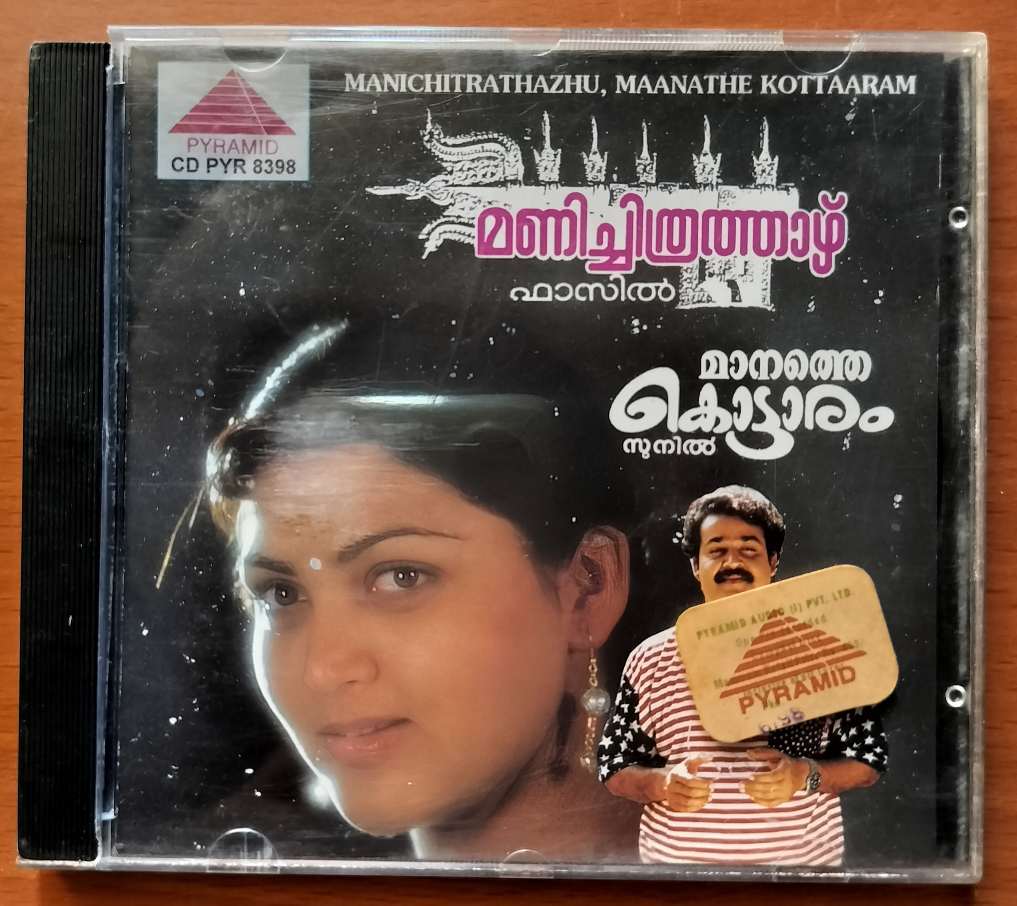 MANICHITRATHAZHU, MAANATHE KOTTAARAM
PYRAMID
CD PYR 8398
മണിച്ചിത്രത്താഴ്
ഫാസിൽ
മാനത്തെ
കൊട്ടാരം
സുനിൽ
PYRAMID AUDIO (I) PVT. LTD.
PYRAMID